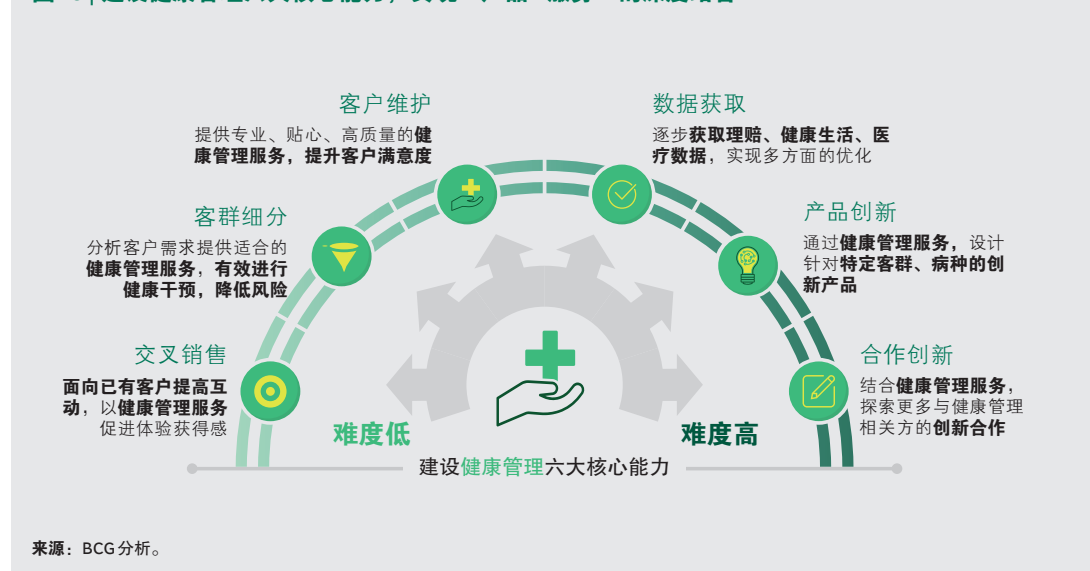 客户维护
提供专业、贴心、高质量的健
康管理服务，提升客户满意度
数据获取
逐步获取理赔、健康生活、医
疗数据，实现多方面的优化
客群细分
分析客户需求提供适合的
健康管理服务，有效进行
健康干预，降低风险
产品创新
通过健康管理服务，设计
针对特定客群、病种的创
新产品
交叉销售
面向已有客户提高互
动，以健康管理服务
促进体验获得感
合作创新
结合健康管理服务，
探索更多与健康管理
相关方的创新合作
难度低
难度高
建设健康管理六大核心能力
来源：BCG分析。